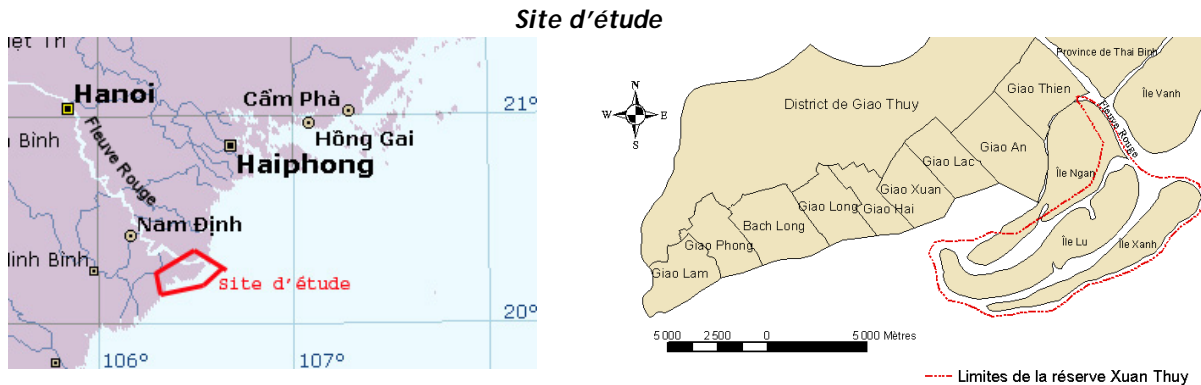 Site d'étude
iệt Trì
Hanoi
Cẩm Phà
21°
Hồng Gai
Bình
Fleuve Rouge
Haiphong
Nam Định
Ninh Bình
Site d'étude
20°
106°
107°
Province de Thai Binh
Giao Thien
Île Vanh
N
W
E
S
District de Giao Thuy
Fleuve Rouge
Giao An
Giao Lac
Île Ngan
Giao Xuan
Giao Long
Giao Hai
Bach Long
Île Lu
Île Xanh
Giao Phong
Giao Lam
5 000 2 500 0 5 000 Mètres
Limites de la réserve Xuan Thuy